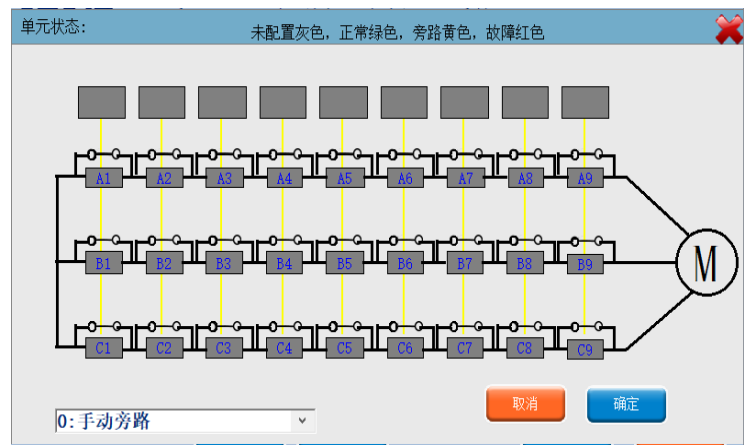 单元状态:
未配置灰色，正常绿色，旁路黄色，故障红色
A1 A2 A3 A4 A5 A6 A7 A8 A9
B1 B2 B3 B4 B5 B6 B7 B8 B9
M
C1 C2 C3 C4 C5 C6 C7 C8 C9
取消 确定
0:手动旁路